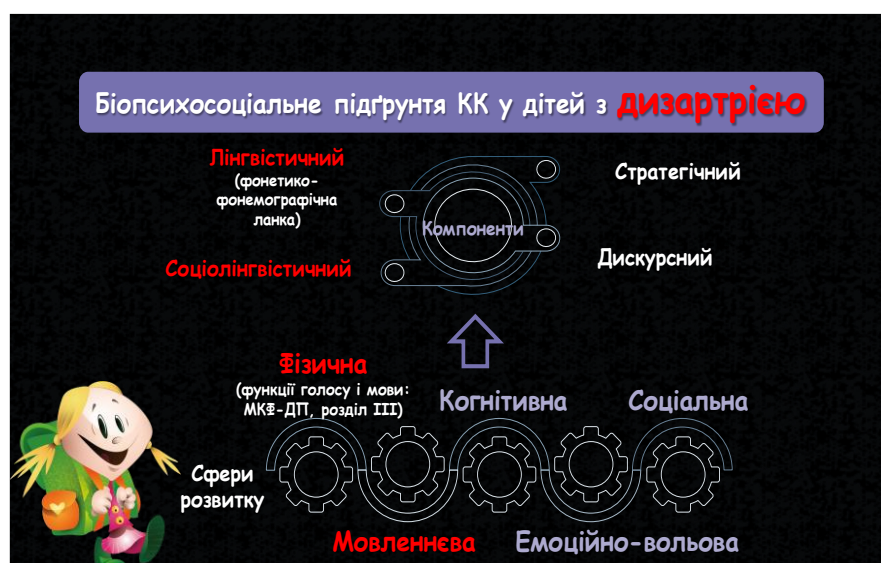 Біопсихосоціальне підґрунтя КК у дітей з дизартрією
Лінгвістичний
(фонетико-
фонемографічна
ланка)
Стратегічний
Компоненти
Соціолінгвістичний
Дискурсний
Фізична
(функції голосу і мови:
МКФ-ДП, розділ III)
Когнітивна
Соціальна
Сфери
розвитку
Мовленнєва
Емоційно-вольова